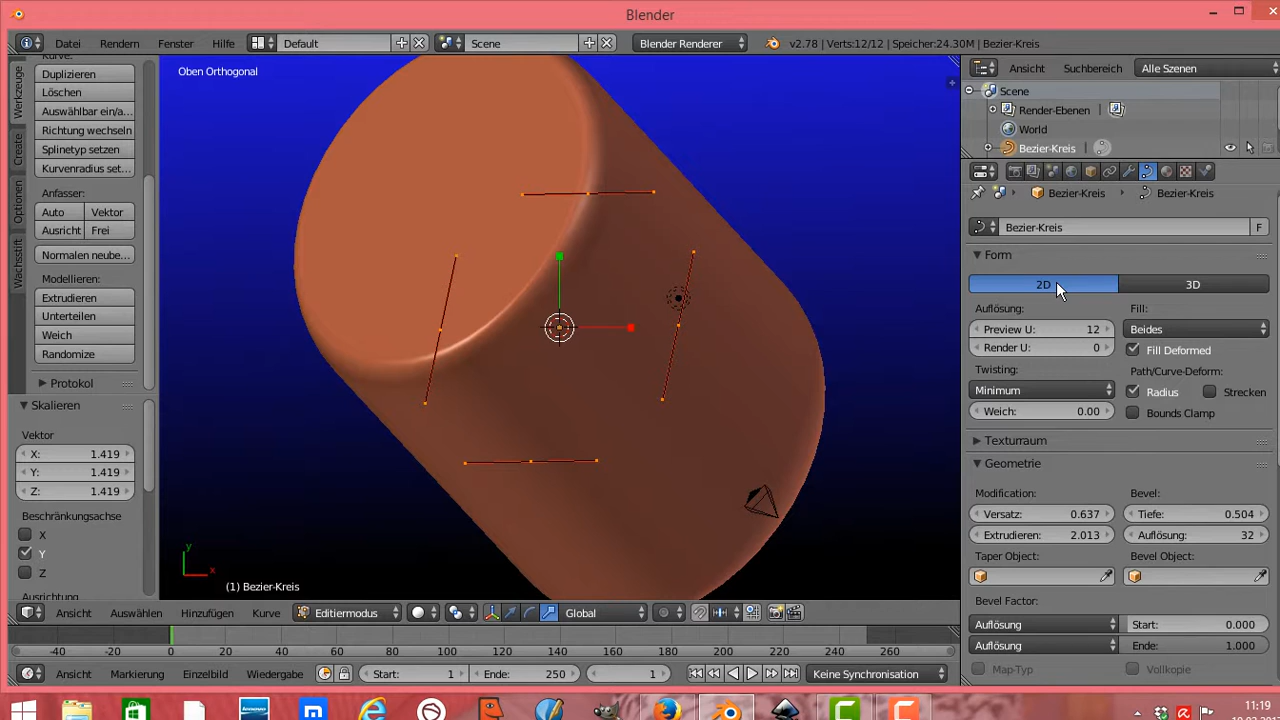 Blender
Datei Rendern Fenster Hilfe Default Scene Blender Renderer v2.78 | Verts:12/12 | Speicher:24.30M | Bezier-Kreis
Ansicht Suchbereich Alle Szenen
Scene
Render-Ebenen
World
Bezier-Kreis
Werkzeuge
Create
Optionen
Wachsstift
Duplizieren
Löschen
Auswählbar ein/a...
Richtung wechseln
Splinetyp setzen
Kurvenradius set...
Anfasser:
Auto Vektor
Ausricht Frei
Normalen neube...
Modellieren:
Extrudieren
Unterteilen
Weich
Randomize
Protokol
Skalieren
Vektor
X: 1.419
Y: 1.419
Z: 1.419
Beschränkungsachse
X
Y
Z
Oben Orthogonal
y
x
(1) Bezier-Kreis
Bezier-Kreis Bezier-Kreis
Bezier-Kreis F
Form
2D 3D
Auflösung: Fill:
Preview U: 12 Beides
Render U: 0 Fill Deformed
Twisting: Path/Curve-Deform:
Minimum Radius Strecken
Weich: 0.00 Bounds Clamp
Texturraum
Geometrie
Modification: Bevel:
Versatz: 0.637 Tiefe: 0.504
Extrudieren: 2.013 Auflösung: 32
Taper Object: Bevel Object:
Bevel Factor:
Auflösung Start: 0.000
Auflösung Ende: 1.000
Map-Typ Vollkopie
Ansicht Auswählen Hinzufügen Kurve Editiermodus Global
-40 -20 0 20 40 60 80 100 120 140 160 180 200 220 240 260
Ansicht Markierung Einzelbild Wiedergabe Start: 1 Ende: 250 1 Keine Synchronisation
lenovo
11:19